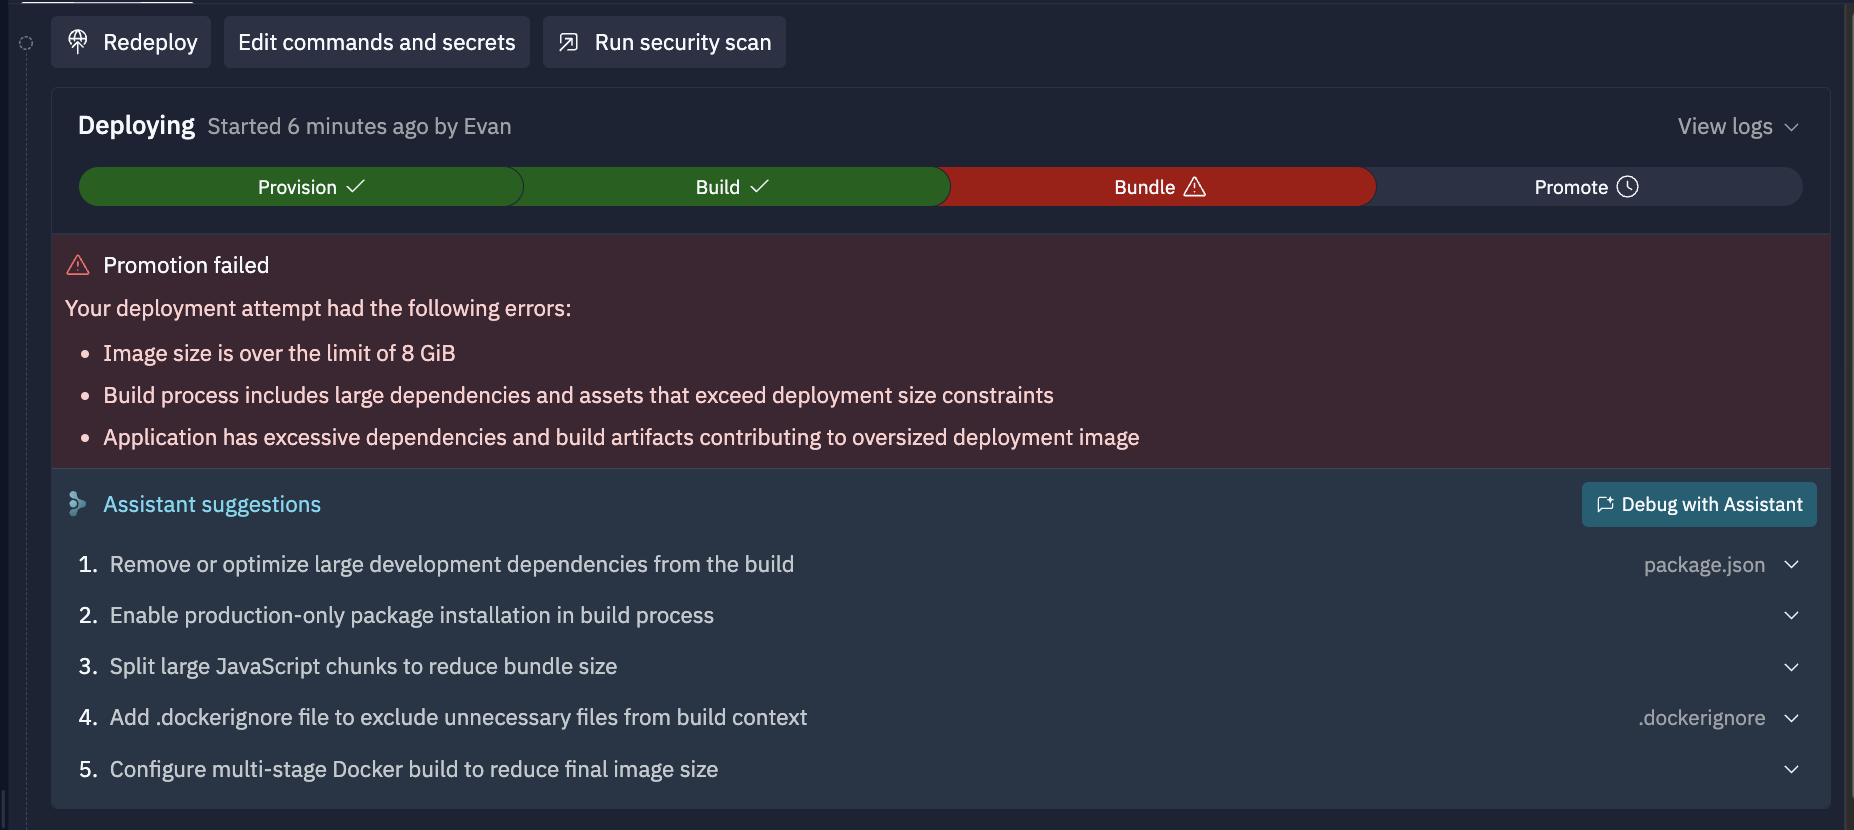 Redeploy
Edit commands and secrets
Run security scan
Deploying Started 6 minutes ago by Evan
View logs
Provision
Build
Bundle
Promote
Promotion failed
Your deployment attempt had the following errors:
• Image size is over the limit of 8 GiB
• Build process includes large dependencies and assets that exceed deployment size constraints
• Application has excessive dependencies and build artifacts contributing to oversized deployment image
Assistant suggestions
Debug with Assistant
1. Remove or optimize large development dependencies from the build
package.json
2. Enable production-only package installation in build process
3. Split large JavaScript chunks to reduce bundle size
4. Add .dockerignore file to exclude unnecessary files from build context
.dockerignore
5. Configure multi-stage Docker build to reduce final image size